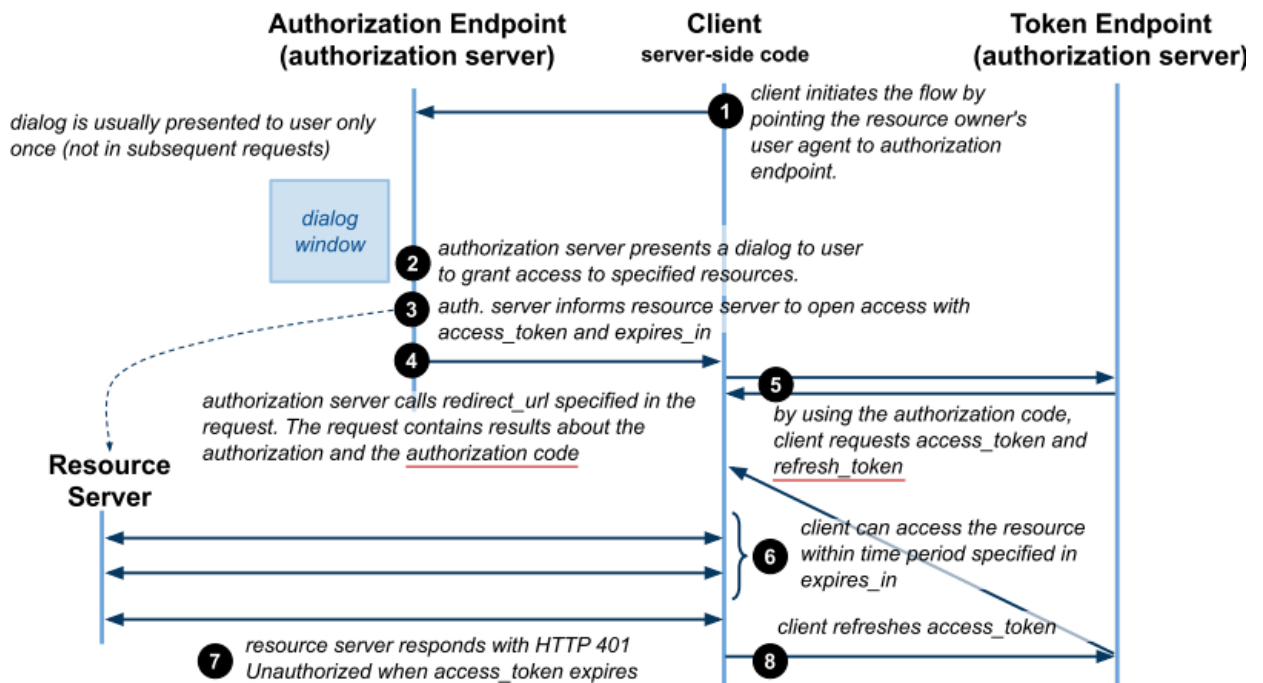 Authorization Endpoint
(authorization server)
Client
server-side code
Token Endpoint
(authorization server)
dialog is usually presented to user only
once (not in subsequent requests)
1
client initiates the flow by
pointing the resource owner's
user agent to authorization
endpoint.
dialog
window
2
authorization server presents a dialog to user
to grant access to specified resources.
3
auth. server informs resource server to open access with
access_token and expires_in
4
authorization server calls redirect_url specified in the
request. The request contains results about the
authorization and the authorization code
5
by using the authorization code,
client requests access_token and
refresh_token
Resource
Server
6
client can access the resource
within time period specified in
expires_in
7
resource server responds with HTTP 401
Unauthorized when access_token expires
client refreshes access_token
8